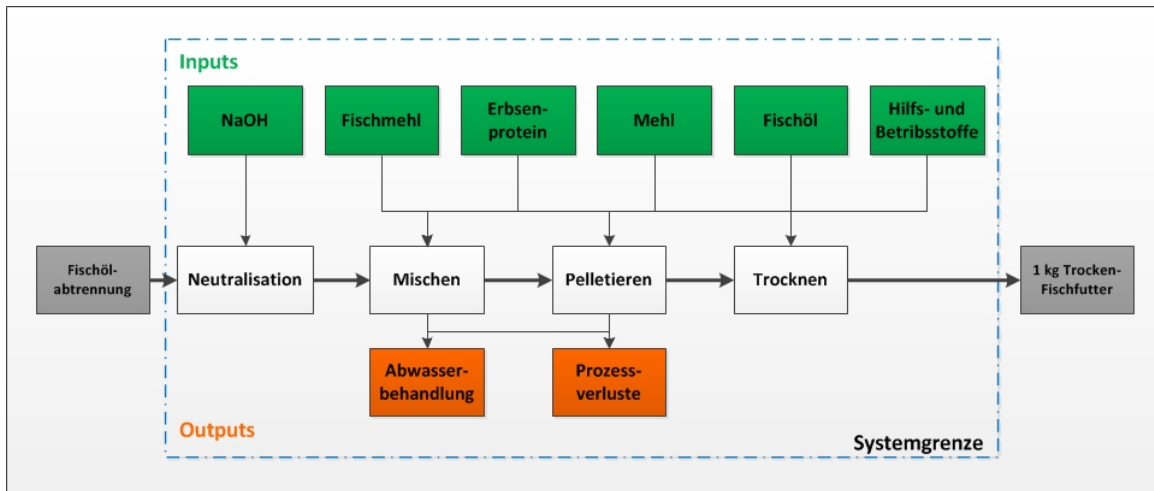 Inputs
NaOH
Fischmehl
Erbsen-
protein
Mehl
Fischöl
Hilfs- und
Betribsstoffe
Fischöl-
abtrennung
Neutralisation
Mischen
Pelletieren
Trocknen
1 kg Trocken-
Fischfutter
Abwasser-
behandlung
Prozess-
verluste
Outputs
Systemgrenze